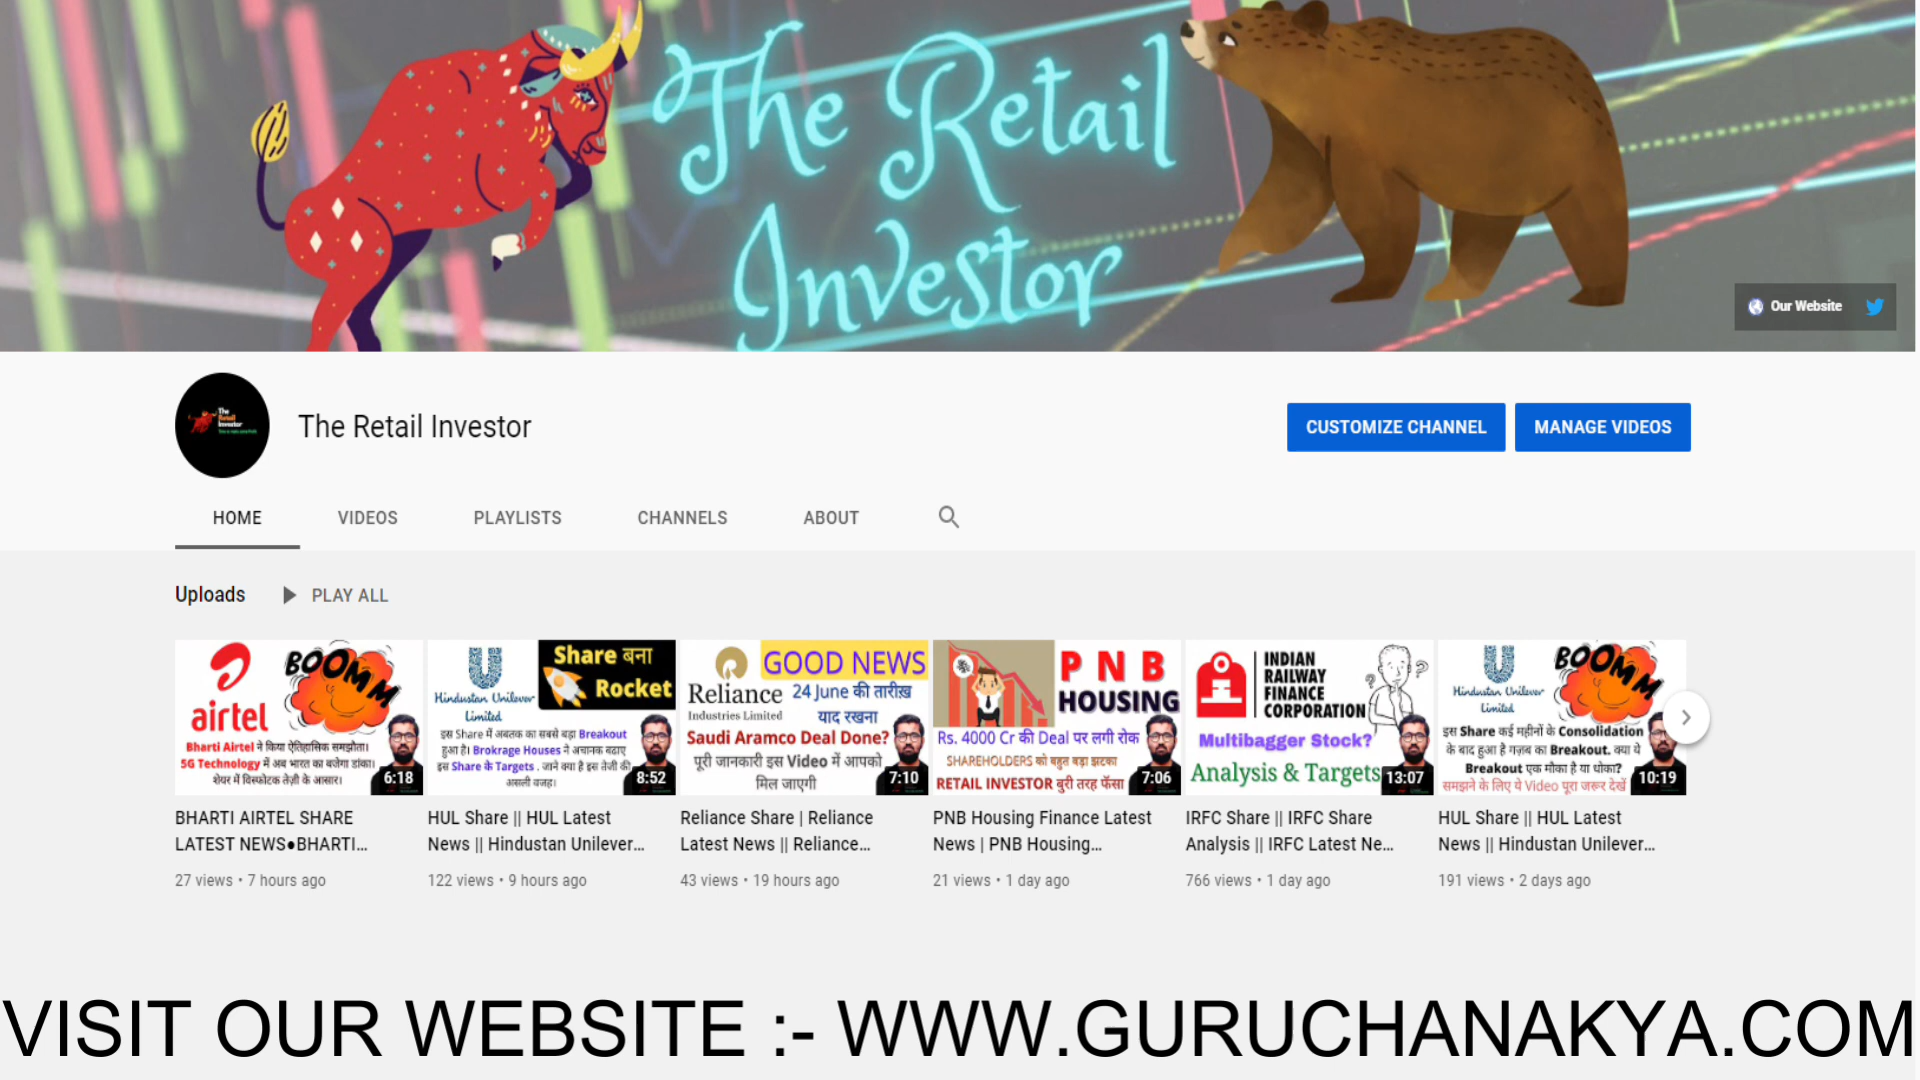 The Retail
Investor
Our Website
The
Retail
Investor
The Retail Investor
CUSTOMIZE CHANNEL
MANAGE VIDEOS
HOME
VIDEOS
PLAYLISTS
CHANNELS
ABOUT
Uploads
PLAY ALL
BOOMM
airtel
Bharti Airtel ने किया ऐतिहासिक समझौता।
5G Technology में अब भारत का बजेगा डांका।
शेयर में विस्फोटक तेज़ी के आसार।
6:18
BHARTI AIRTEL SHARE
LATEST NEWS●BHARTI...
27 views • 7 hours ago
Share बना
Rocket
Hindustan Unilever
Limited
इस Share में अबतक का सबसे बड़ा Breakout
हुआ है। Brokrage Houses ने अचानक बढाए
इस Share के Targets . जाने क्या है इस तेजी की
असली वजह।
8:52
HUL Share || HUL Latest
News || Hindustan Unilever...
122 views • 9 hours ago
GOOD NEWS
Reliance
Industries Limited
24 June की तारीख़
याद रखना
Saudi Aramco Deal Done?
पूरी जानकारी इस Video में आपको
मिल जाएगी
7:10
Reliance Share | Reliance
Latest News || Reliance...
43 views • 19 hours ago
P N B
HOUSING
Rs. 4000 Cr की Deal पर लगी रोक
SHAREHOLDERS को बहुत बड़ा झटका
RETAIL INVESTOR बुरी तरह फँसा
7:06
PNB Housing Finance Latest
News | PNB Housing...
21 views • 1 day ago
INDIAN
RAILWAY
FINANCE
CORPORATION
Multibagger Stock?
Analysis & Targets
13:07
IRFC Share || IRFC Share
Analysis || IRFC Latest Ne...
766 views • 1 day ago
BOOMM
Hindustan Unilever
Limited
इस Share कई महीनों के Consolidation
के बाद हुआ है गज़ब का Breakout. क्या ये
Breakout एक मौका है या धोका?
समझने के लिए ये Video पूरा जरूर देखें
10:19
HUL Share || HUL Latest
News || Hindustan Unilever...
191 views • 2 days ago
VISIT OUR WEBSITE :- WWW.GURUCHANAKYA.COM